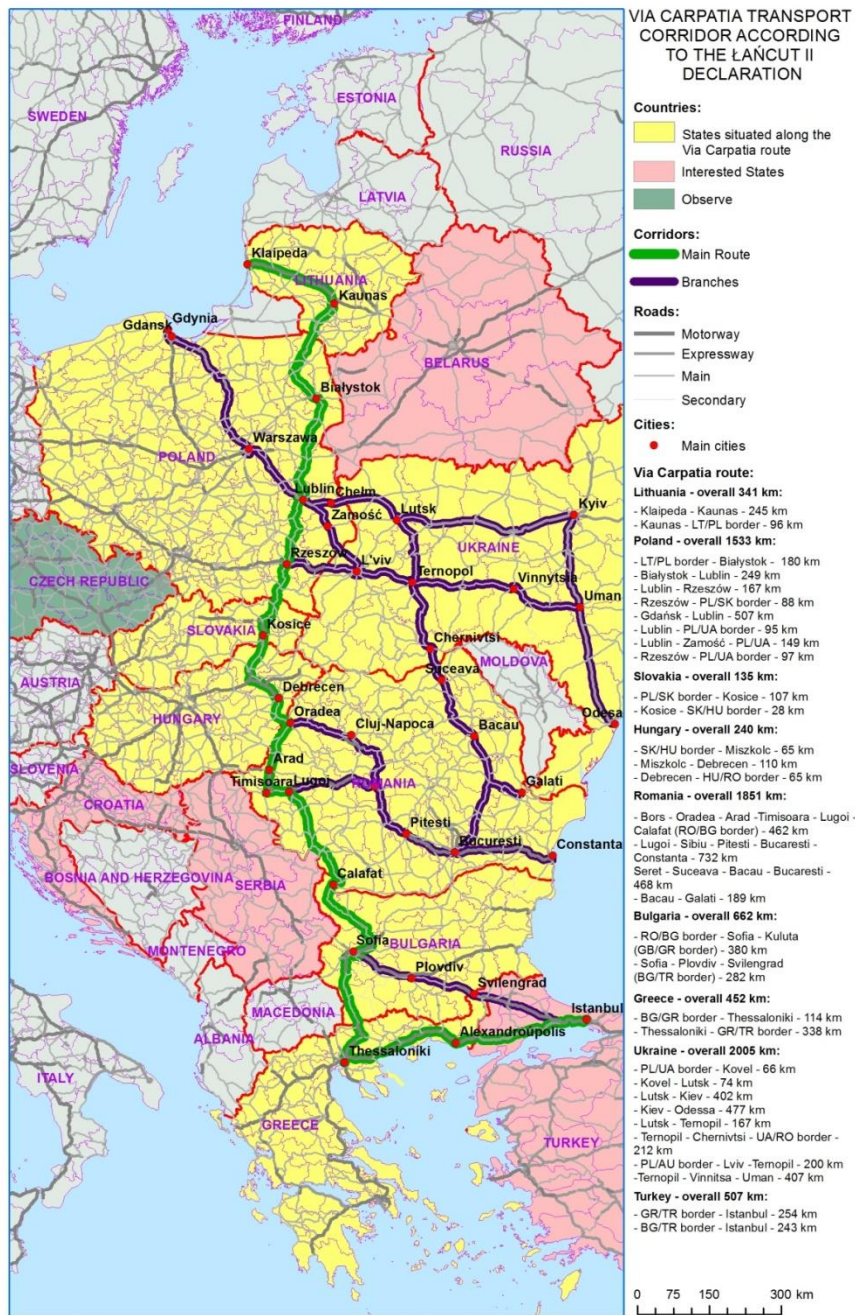 VIA CARPATIA TRANSPORT
CORRIDOR ACCORDING
TO THE ŁAŃCUT II
DECLARATION
Countries:
States situated along the
Via Carpatia route
Interested States
Observe
Corridors:
Main Route
Branches
Roads:
Motorway
Expressway
Main
Secondary
Cities:
Main cities
Via Carpatia route:
Lithuania - overall 341 km:
- Klaipeda - Kaunas - 245 km
- Kaunas - LT/PL border - 96 km
Poland - overall 1533 km:
- LT/PL border - Białystok - 180 km
- Białystok - Lublin - 249 km
- Lublin - Rzeszów - 167 km
- Rzeszów - PL/SK border - 88 km
- Gdańsk - Lublin - 507 km
- Lublin - PL/UA border - 95 km
- Lublin - Zamość - PL/UA - 149 km
- Rzeszów - PL/UA border - 97 km
Slovakia - overall 135 km:
- PL/SK border - Kosice - 107 km
- Kosice - SK/HU border - 28 km
Hungary - overall 240 km:
- SK/HU border - Miszkolc - 65 km
- Miszkolc - Debrecen - 110 km
- Debrecen - HU/RO border - 65 km
Romania - overall 1851 km:
- Bors - Oradea - Arad -Timisoara - Lugoi -
Calafat (RO/BG border) - 462 km
- Lugoi - Sibiu - Pitesti - Bucaresti -
Constanta - 732 km
Seret - Suceava - Bacau - Bucaresti -
468 km
- Bacau - Galati - 189 km
Bulgaria - overall 662 km:
- RO/BG border - Sofia - Kuluta
(GB/GR border) - 380 km
- Sofia - Plovdiv - Svilengrad
(BG/TR border) - 282 km
Greece - overall 452 km:
- BG/GR border - Thessaloniki - 114 km
- Thessaloniki - GR/TR border - 338 km
Ukraine - overall 2005 km:
- PL/UA border - Kovel - 66 km
- Kovel - Lutsk - 74 km
- Lutsk - Kiev - 402 km
- Kiev - Odessa - 477 km
- Lutsk - Ternopil - 167 km
- Ternopil - Chernivtsi - UA/RO border -
212 km
- PL/AU border - Lviv -Ternopil - 200 km
-Ternopil - Vinnitsa - Uman - 407 km
Turkey - overall 507 km:
- GR/TR border - Istanbul - 254 km
- BG/TR border - Istanbul - 243 km
0 75 150 300 km
FINLAND
SWEDEN
ESTONIA
RUSSIA
LATVIA
Klaipeda
LITHUANIA
Kaunas
Gdansk
Gdynia
BELARUS
Białystok
Warszawa
POLAND
Lublin
Chełm
Zamość
Lutsk
Kyiv
UKRAINE
Rzeszów
L'viv
Ternopol
Vinnytsia
Uman
CZECH REPUBLIC
SLOVAKIA
Kosice
Chernivtsi
Suceava
MOLDOVA
AUSTRIA
Debrecen
HUNGARY
Oradea
Cluj-Napoca
Bacau
Odesa
SLOVENIA
Arad
Timisoara
Lugoj
ROMANIA
Galati
CROATIA
Pitesti
Bucuresti
Constanta
BOSNIA AND HERZEGOVINA
SERBIA
Calafat
MONTENEGRO
Sofia
BULGARIA
Plovdiv
Svilengrad
MACEDONIA
ALBANIA
Istanbul
Alexandroupolis
Thessaloniki
ITALY
GREECE
TURKEY